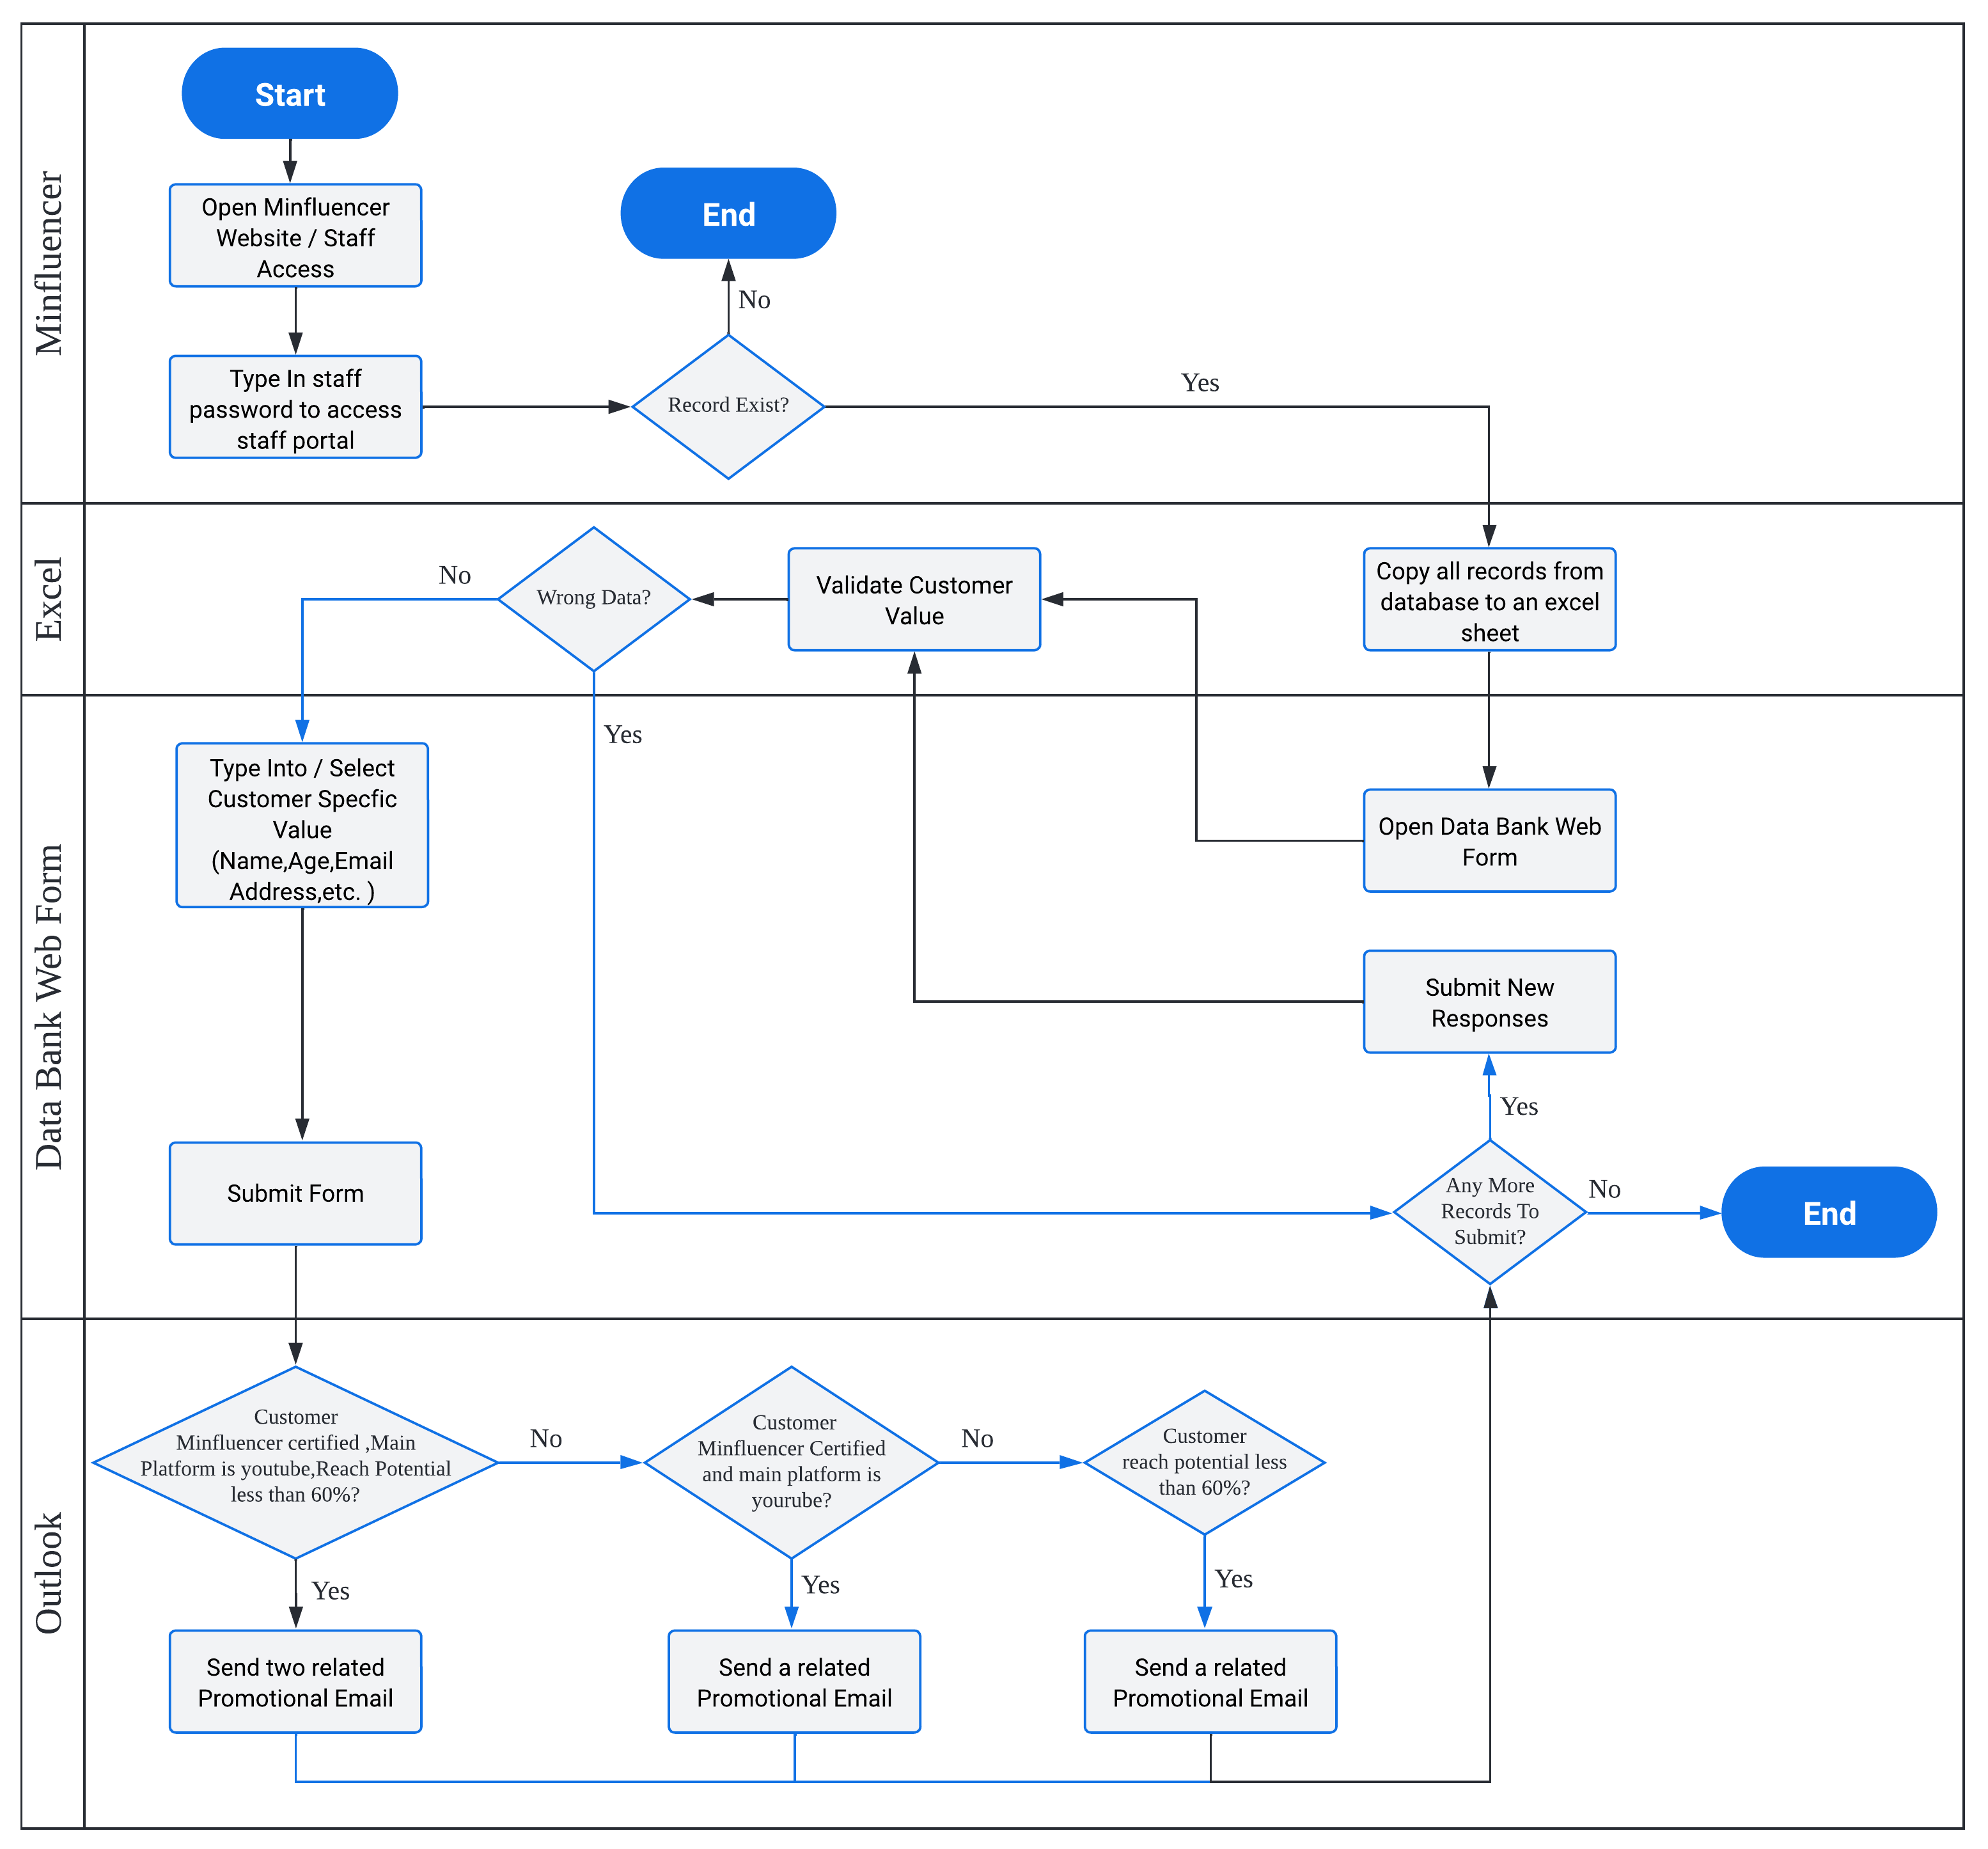 Minfluencer
Start
Open Minfluencer
Website / Staff
Access
Type In staff
password to access
staff portal
End
No
Record Exist?
Yes
Excel
No
Wrong Data?
Validate Customer
Value
Copy all records from
database to an excel
sheet
Data Bank Web Form
Yes
Type Into / Select
Customer Specfic
Value
(Name,Age,Email
Address,etc. )
Open Data Bank Web
Form
Submit New
Responses
Yes
Submit Form
Any More
Records To
Submit?
No
End
Outlook
Customer
Minfluencer certified ,Main
Platform is youtube,Reach Potential
less than 60%?
No
Customer
Minfluencer Certified
and main platform is
yourube?
No
Customer
reach potential less
than 60%?
Yes
Yes
Yes
Send two related
Promotional Email
Send a related
Promotional Email
Send a related
Promotional Email